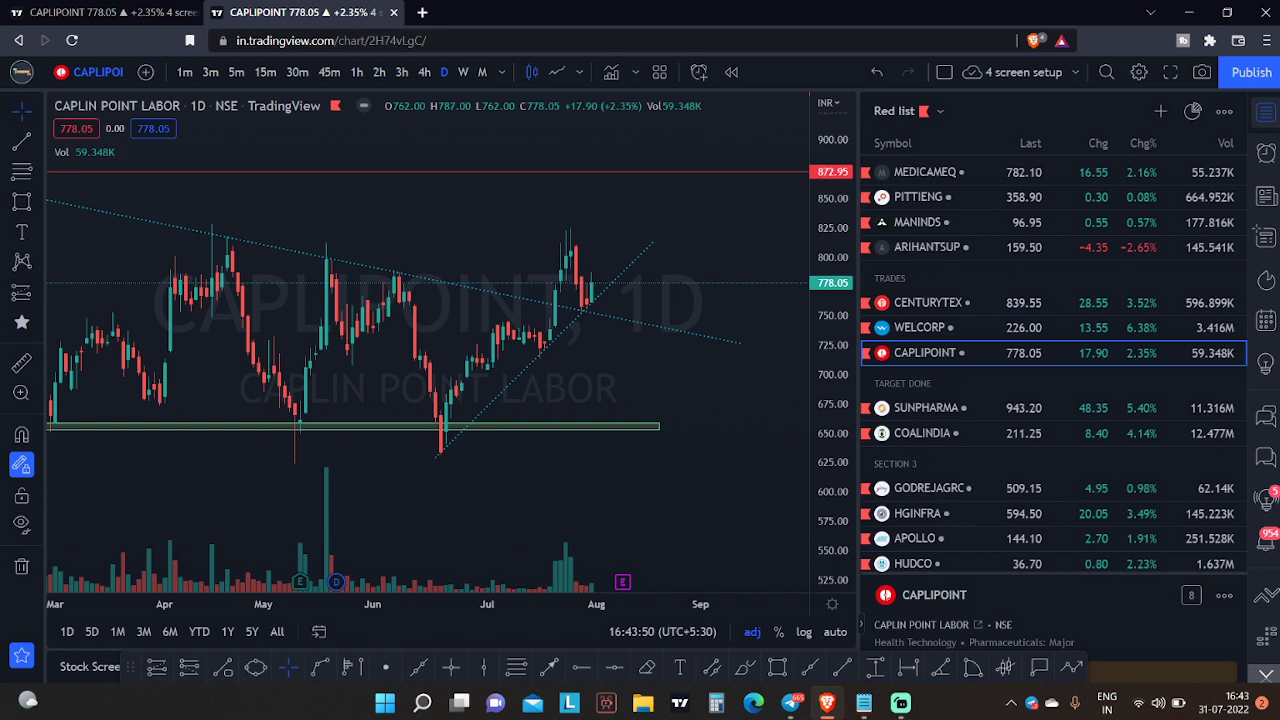 CAPLIPOINT 778.05 ▲ +2.35% 4 scree
CAPLIPOINT 778.05 ▲ +2.35% 4 s
in.tradingview.com/chart/2H74vLgC/
4
CAPLIPOI
1m 3m 5m 15m 30m 45m 1h 2h 3h 4h D W M
4 screen setup
Publish
CAPLIN POINT LABOR · 1D · NSE · TradingView
O762.00 H787.00 L762.00 C778.05 +17.90 (+2.35%) Vol59.348K
778.05 0.00 778.05
Vol 59.348K
INR
900.00
872.95
850.00
825.00
800.00
778.05
750.00
725.00
700.00
675.00
650.00
625.00
600.00
575.00
550.00
525.00
CAPLIPOINT, 1D
CAPLIN POINT LABOR
E
D
E
Mar Apr May Jun Jul Aug Sep
1D 5D 1M 3M 6M YTD 1Y 5Y All
16:43:50 (UTC+5:30)
adj % log auto
Stock Scree
Red list
Symbol Last Chg Chg% Vol
M MEDICAMEQ 782.10 16.55 2.16% 55.237K
PITTIENG 358.90 0.30 0.08% 664.952K
MANINDS 96.95 0.55 0.57% 177.816K
A ARIHANTSUP 159.50 −4.35 −2.65% 145.541K
TRADES
CENTURYTEX 839.55 28.55 3.52% 596.899K
WELCORP 226.00 13.55 6.38% 3.416M
CAPLIPOINT 778.05 17.90 2.35% 59.348K
TARGET DONE
SUNPHARMA 943.20 48.35 5.40% 11.316M
COALINDIA 211.25 8.40 4.14% 12.477M
SECTION 3
GODREJAGRC 509.15 4.95 0.98% 62.14K
HGINFRA 594.50 20.05 3.49% 145.223K
APOLLO 144.10 2.70 1.91% 251.528K
HUDCO 36.70 0.80 2.23% 1.637M
CAPLIPOINT
8
CAPLIN POINT LABOR · NSE
Health Technology • Pharmaceuticals: Major
5
954
ENG
IN
16:43
31-07-2022
2